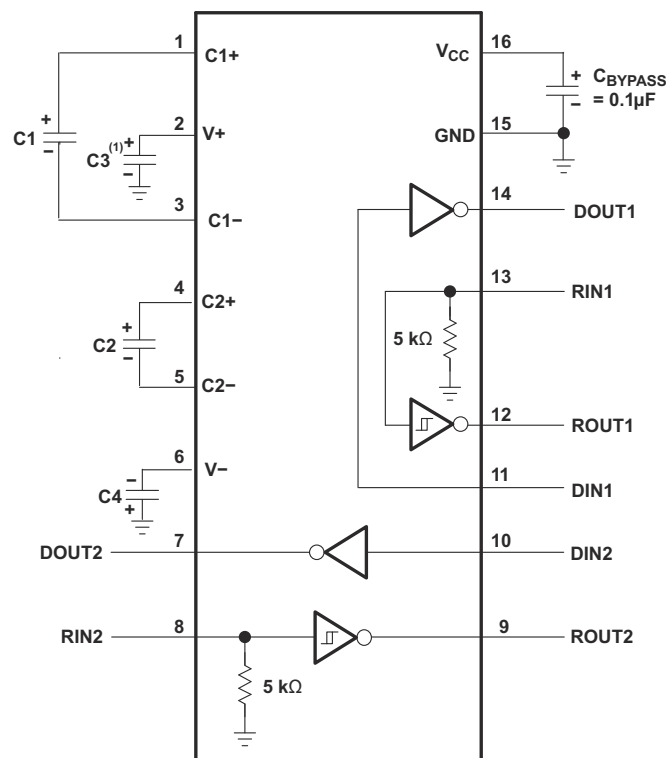 1
C1+
VCC
16
+
CBYPASS
–
= 0.1µF
+
C1
–
2
V+
C3(1)
+
–
GND
15
3
C1–
14
DOUT1
4
C2+
13
RIN1
+
C2
–
5 kΩ
5
C2–
12
ROUT1
6
V–
–
C4
+
11
DIN1
DOUT2
7
10
DIN2
RIN2
8
9
ROUT2
5 kΩ